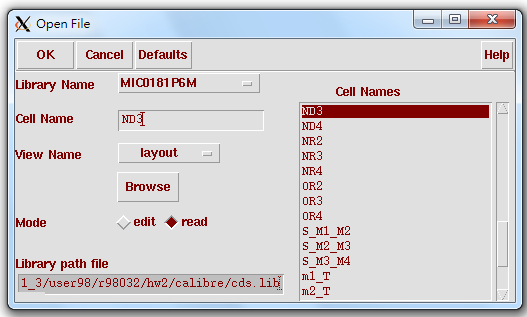 Open File
OK Cancel Defaults Help
Library Name MIC0181P6M
Cell Names
Cell Name ND3
View Name layout
Browse
Mode edit read
Library path file
1_3/user98/r98032/hw2/calibre/cds.lib
ND3
ND4
NR2
NR3
NR4
OR2
OR3
OR4
S_M1_M2
S_M2_M3
S_M3_M4
m1_T
m2_T